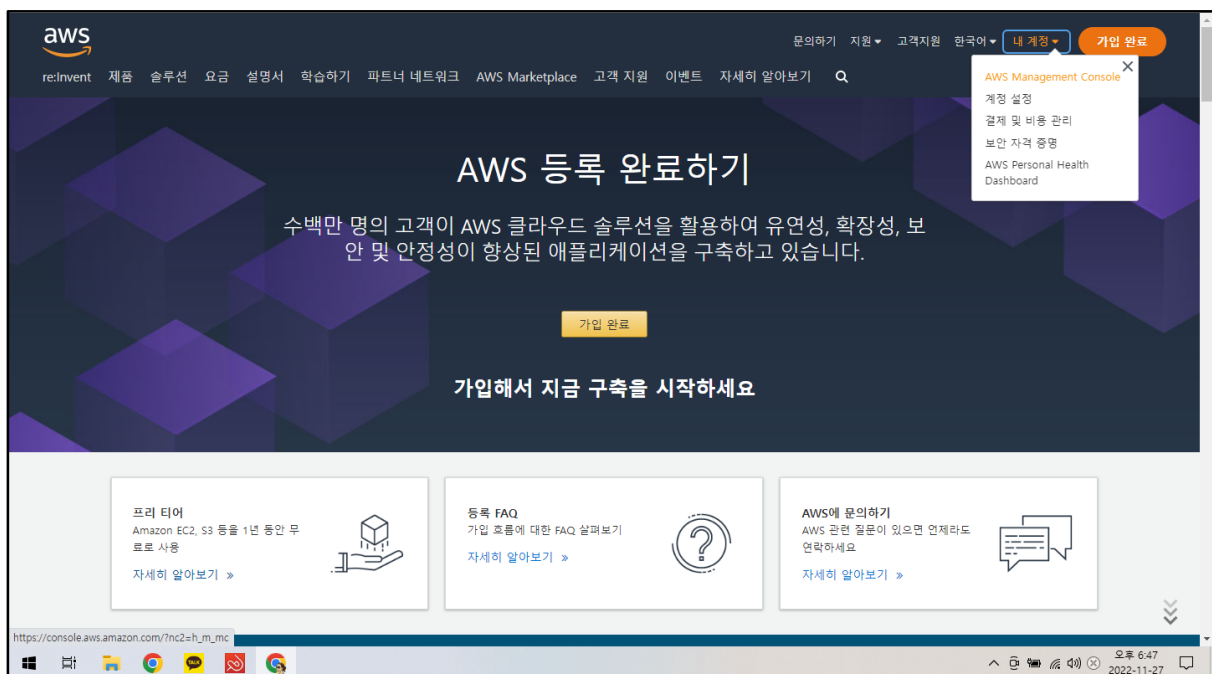 aws
문의하기 지원 고객지원 한국어 내 계정 가입 완료
re:Invent 제품 솔루션 요금 설명서 학습하기 파트너 네트워크 AWS Marketplace 고객 지원 이벤트 자세히 알아보기
AWS Management Console
계정 설정
결제 및 비용 관리
보안 자격 증명
AWS Personal Health
Dashboard
AWS 등록 완료하기
수백만 명의 고객이 AWS 클라우드 솔루션을 활용하여 유연성, 확장성, 보
안 및 안정성이 향상된 애플리케이션을 구축하고 있습니다.
가입 완료
가입해서 지금 구축을 시작하세요
프리 티어
Amazon EC2, S3 등을 1년 동안 무
료로 사용
자세히 알아보기 »
등록 FAQ
가입 흐름에 대한 FAQ 살펴보기
자세히 알아보기 »
AWS에 문의하기
AWS 관련 질문이 있으면 언제라도
연락하세요
자세히 알아보기 »
https://console.aws.amazon.com/?nc2=h_m_mc
TALK
오후 6:47
2022-11-27